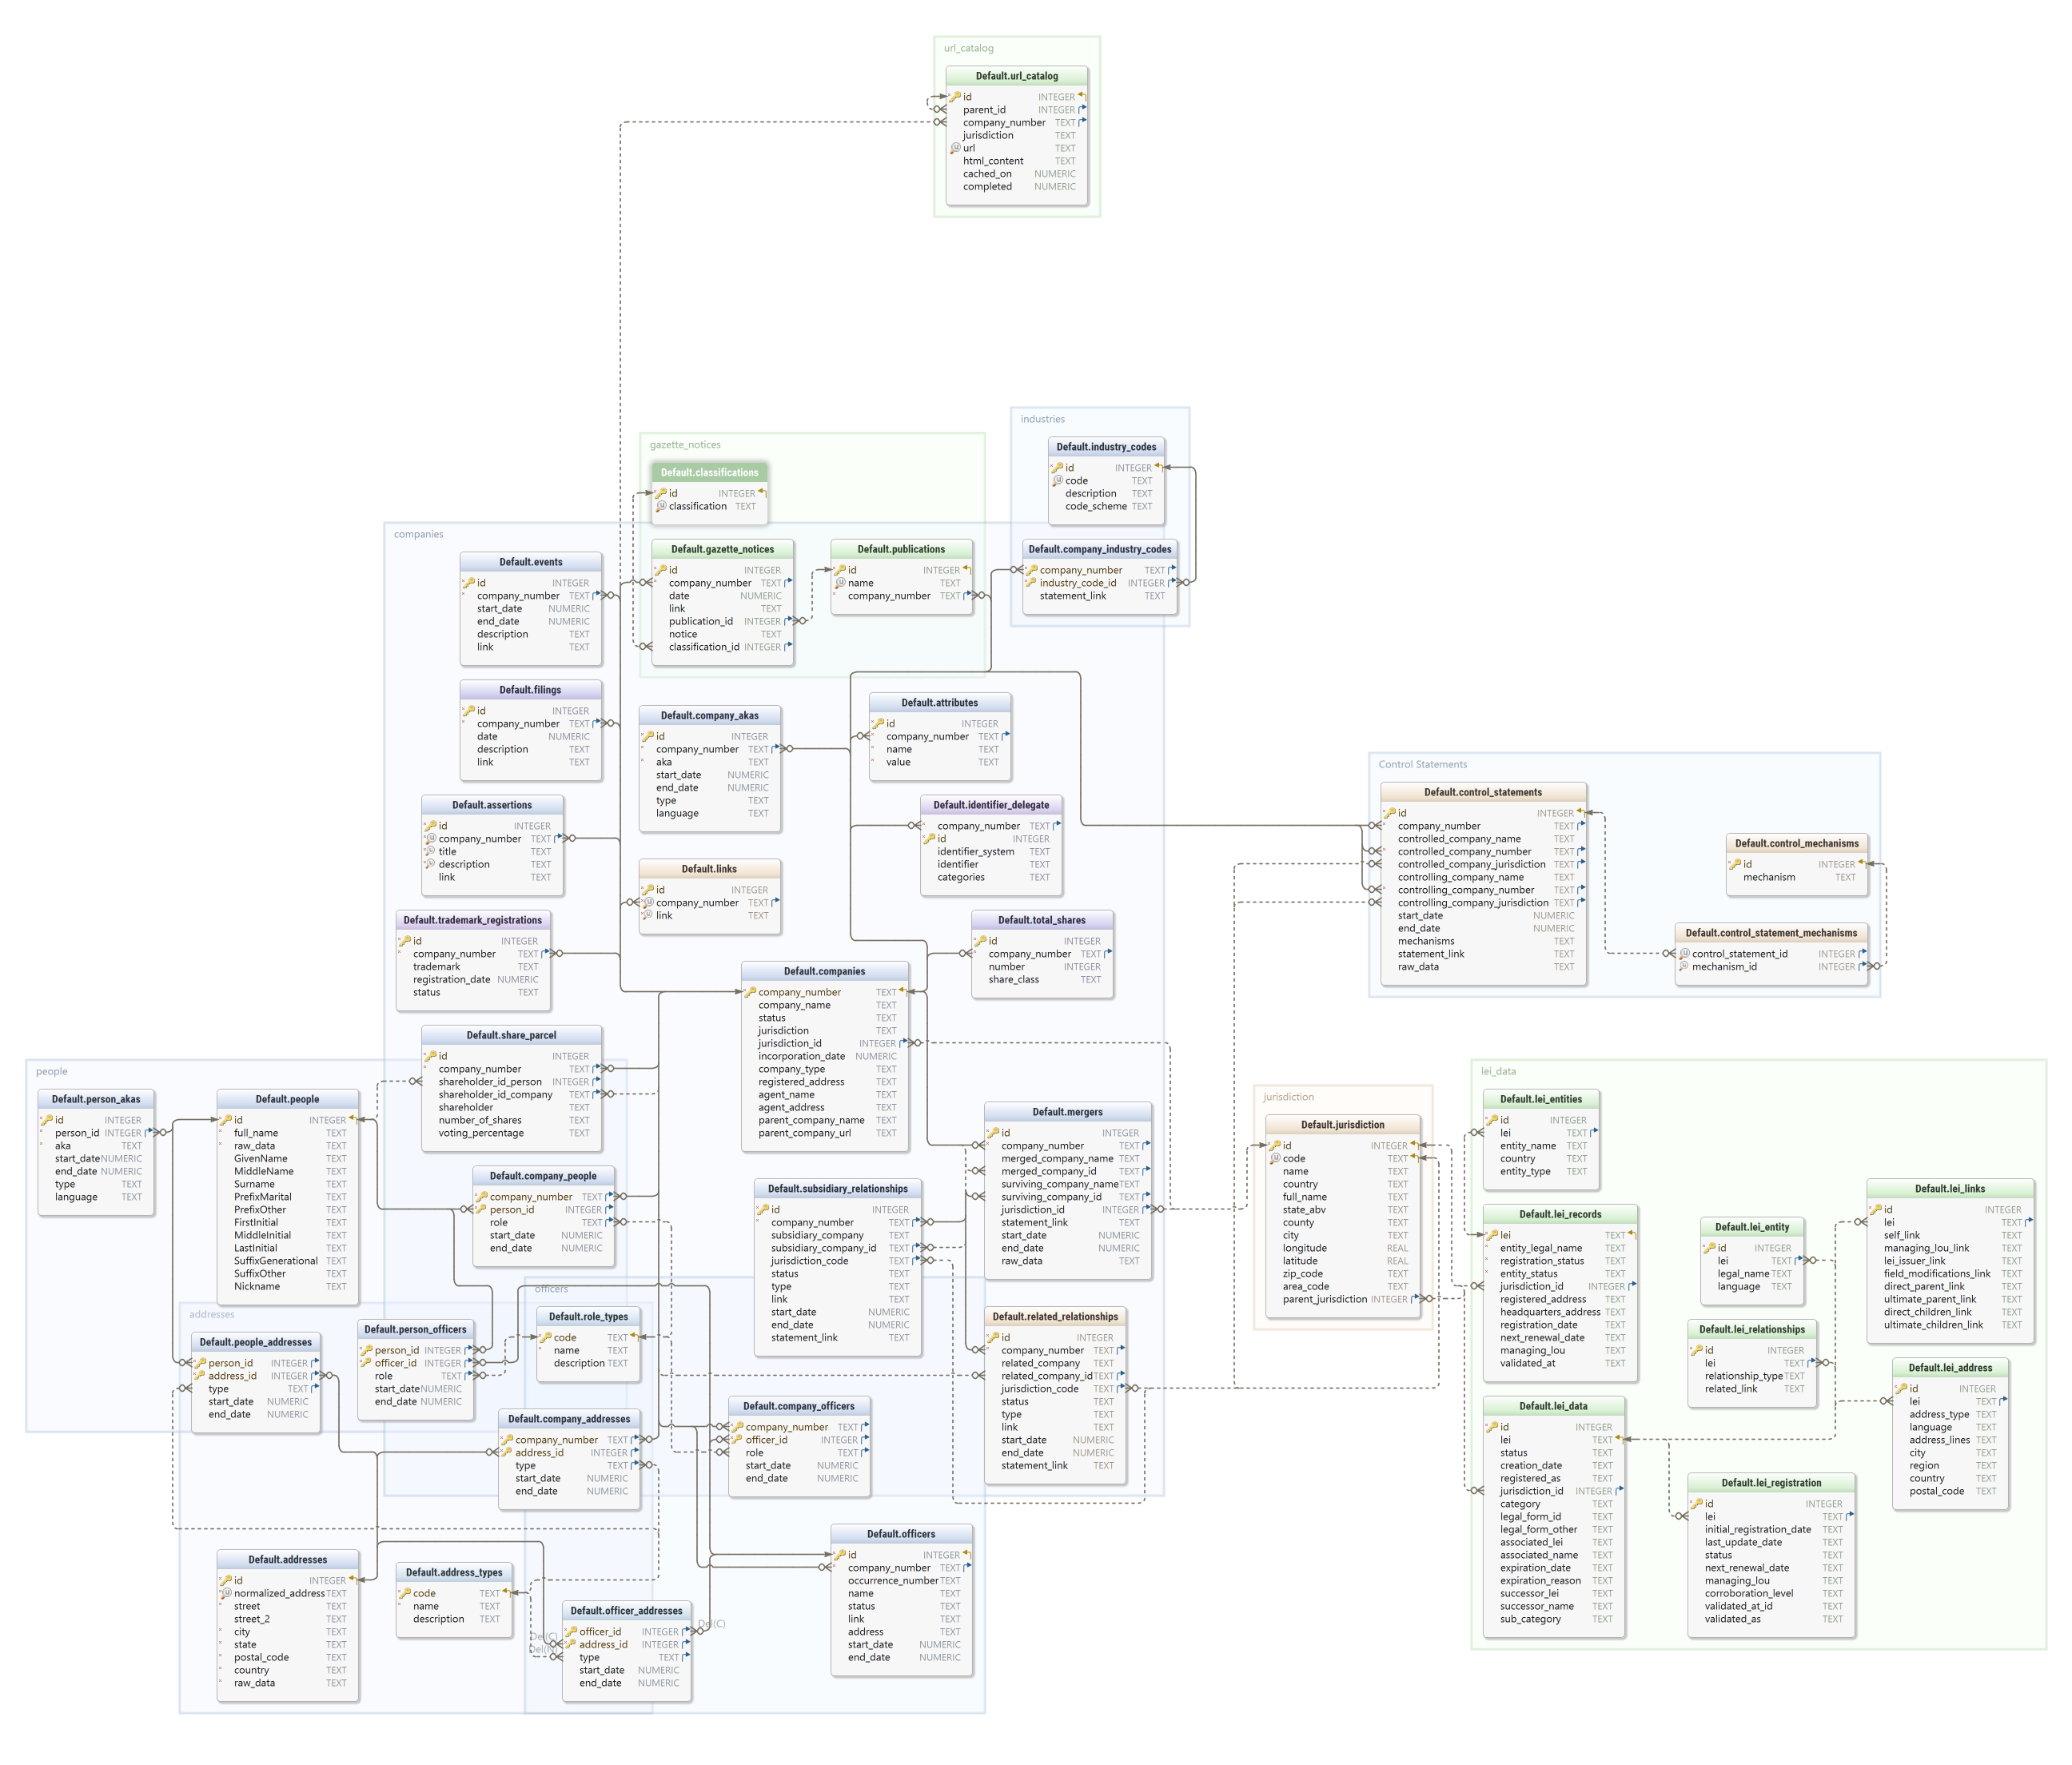 url_catalog
Default.url_catalog
id INTEGER
parent_id INTEGER
company_number TEXT
jurisdiction TEXT
url TEXT
html_content TEXT
cached_on NUMERIC
completed NUMERIC
industries
Default.industry_codes
id INTEGER
code TEXT
description TEXT
code_scheme TEXT
Default.company_industry_codes
company_number TEXT
industry_code_id INTEGER
statement_link TEXT
gazette_notices
Default.classifications
id INTEGER
classification TEXT
Default.gazette_notices
id INTEGER
company_number TEXT
date NUMERIC
link TEXT
publication_id INTEGER
notice TEXT
classification_id INTEGER
Default.publications
id INTEGER
name TEXT
company_number TEXT
companies
Default.events
id INTEGER
company_number TEXT
start_date NUMERIC
end_date NUMERIC
description TEXT
link TEXT
Default.filings
id INTEGER
company_number TEXT
date NUMERIC
description TEXT
link TEXT
Default.company_akas
id INTEGER
company_number TEXT
aka TEXT
start_date NUMERIC
end_date NUMERIC
type TEXT
language TEXT
Default.attributes
id INTEGER
company_number TEXT
name TEXT
value TEXT
Default.assertions
id INTEGER
company_number TEXT
title TEXT
description TEXT
link TEXT
Default.links
id INTEGER
company_number TEXT
link TEXT
Default.identifier_delegate
company_number TEXT
id INTEGER
identifier_system TEXT
identifier TEXT
categories TEXT
Default.trademark_registrations
id INTEGER
company_number TEXT
trademark TEXT
registration_date NUMERIC
status TEXT
Default.total_shares
id INTEGER
company_number TEXT
number INTEGER
share_class TEXT
Default.companies
company_number TEXT
company_name TEXT
status TEXT
jurisdiction TEXT
jurisdiction_id INTEGER
incorporation_date NUMERIC
company_type TEXT
registered_address TEXT
agent_name TEXT
agent_address TEXT
parent_company_name TEXT
parent_company_url TEXT
Default.share_parcel
id INTEGER
company_number TEXT
shareholder_id_person INTEGER
shareholder_id_company TEXT
shareholder TEXT
number_of_shares TEXT
voting_percentage TEXT
Default.company_people
company_number TEXT
person_id INTEGER
role TEXT
start_date NUMERIC
end_date NUMERIC
Default.subsidiary_relationships
id INTEGER
company_number TEXT
subsidiary_company TEXT
subsidiary_company_id TEXT
jurisdiction_code TEXT
status TEXT
type TEXT
link TEXT
start_date NUMERIC
end_date NUMERIC
statement_link TEXT
Default.mergers
id INTEGER
company_number TEXT
merged_company_name TEXT
merged_company_id TEXT
surviving_company_name TEXT
surviving_company_id TEXT
jurisdiction_id INTEGER
statement_link TEXT
start_date NUMERIC
end_date NUMERIC
raw_data TEXT
Default.related_relationships
id INTEGER
company_number TEXT
related_company TEXT
related_company_id TEXT
jurisdiction_code TEXT
status TEXT
type TEXT
link TEXT
start_date NUMERIC
end_date NUMERIC
statement_link TEXT
people
Default.person_akas
id INTEGER
person_id INTEGER
aka TEXT
start_date NUMERIC
end_date NUMERIC
type TEXT
language TEXT
Default.people
id INTEGER
full_name TEXT
raw_data TEXT
GivenName TEXT
MiddleName TEXT
Surname TEXT
PrefixMarital TEXT
PrefixOther TEXT
FirstInitial TEXT
MiddleInitial TEXT
LastInitial TEXT
SuffixGenerational TEXT
SuffixOther TEXT
Nickname TEXT
addresses
Default.people_addresses
person_id INTEGER
address_id INTEGER
type TEXT
start_date NUMERIC
end_date NUMERIC
Default.person_officers
person_id INTEGER
officer_id INTEGER
role TEXT
start_date NUMERIC
end_date NUMERIC
officers
Default.role_types
code TEXT
name TEXT
description TEXT
Default.company_addresses
company_number TEXT
address_id INTEGER
type TEXT
start_date NUMERIC
end_date NUMERIC
Default.company_officers
company_number TEXT
officer_id INTEGER
role TEXT
start_date NUMERIC
end_date NUMERIC
Default.addresses
id INTEGER
normalized_address TEXT
street TEXT
street_2 TEXT
city TEXT
state TEXT
postal_code TEXT
country TEXT
raw_data TEXT
Default.address_types
code TEXT
name TEXT
description TEXT
Default.officer_addresses
officer_id INTEGER
address_id INTEGER
type TEXT
start_date NUMERIC
end_date NUMERIC
Del(C)
Del(C)
Default.officers
id INTEGER
company_number TEXT
occurrence_number TEXT
name TEXT
status TEXT
link TEXT
address TEXT
start_date NUMERIC
end_date NUMERIC
Control Statements
Default.control_statements
id INTEGER
company_number TEXT
controlled_company_name TEXT
controlled_company_number TEXT
controlled_company_jurisdiction TEXT
controlling_company_name TEXT
controlling_company_number TEXT
controlling_company_jurisdiction TEXT
start_date NUMERIC
end_date NUMERIC
mechanisms TEXT
statement_link TEXT
raw_data TEXT
Default.control_mechanisms
id INTEGER
mechanism TEXT
Default.control_statement_mechanisms
control_statement_id INTEGER
mechanism_id INTEGER
jurisdiction
Default.jurisdiction
id INTEGER
code TEXT
name TEXT
country TEXT
full_name TEXT
state_abv TEXT
county TEXT
city TEXT
longitude REAL
latitude REAL
zip_code TEXT
area_code TEXT
parent_jurisdiction INTEGER
lei_data
Default.lei_entities
id INTEGER
lei TEXT
entity_name TEXT
country TEXT
entity_type TEXT
Default.lei_records
lei TEXT
entity_legal_name TEXT
registration_status TEXT
entity_status TEXT
jurisdiction_id INTEGER
registered_address TEXT
headquarters_address TEXT
registration_date TEXT
next_renewal_date TEXT
managing_lou TEXT
validated_at TEXT
Default.lei_data
id INTEGER
lei TEXT
status TEXT
creation_date TEXT
registered_as TEXT
jurisdiction_id INTEGER
category TEXT
legal_form_id TEXT
legal_form_other TEXT
associated_lei TEXT
associated_name TEXT
expiration_date TEXT
expiration_reason TEXT
successor_lei TEXT
successor_name TEXT
sub_category TEXT
Default.lei_entity
id INTEGER
lei TEXT
legal_name TEXT
language TEXT
Default.lei_relationships
id INTEGER
lei TEXT
relationship_type TEXT
related_link TEXT
Default.lei_links
id INTEGER
lei TEXT
self_link TEXT
managing_lou_link TEXT
lei_issuer_link TEXT
field_modifications_link TEXT
direct_parent_link TEXT
ultimate_parent_link TEXT
direct_children_link TEXT
ultimate_children_link TEXT
Default.lei_address
id INTEGER
lei TEXT
address_type TEXT
language TEXT
address_lines TEXT
city TEXT
region TEXT
country TEXT
postal_code TEXT
Default.lei_registration
id INTEGER
lei TEXT
initial_registration_date TEXT
last_update_date TEXT
status TEXT
next_renewal_date TEXT
managing_lou TEXT
corroboration_level TEXT
validated_at_id TEXT
validated_as TEXT